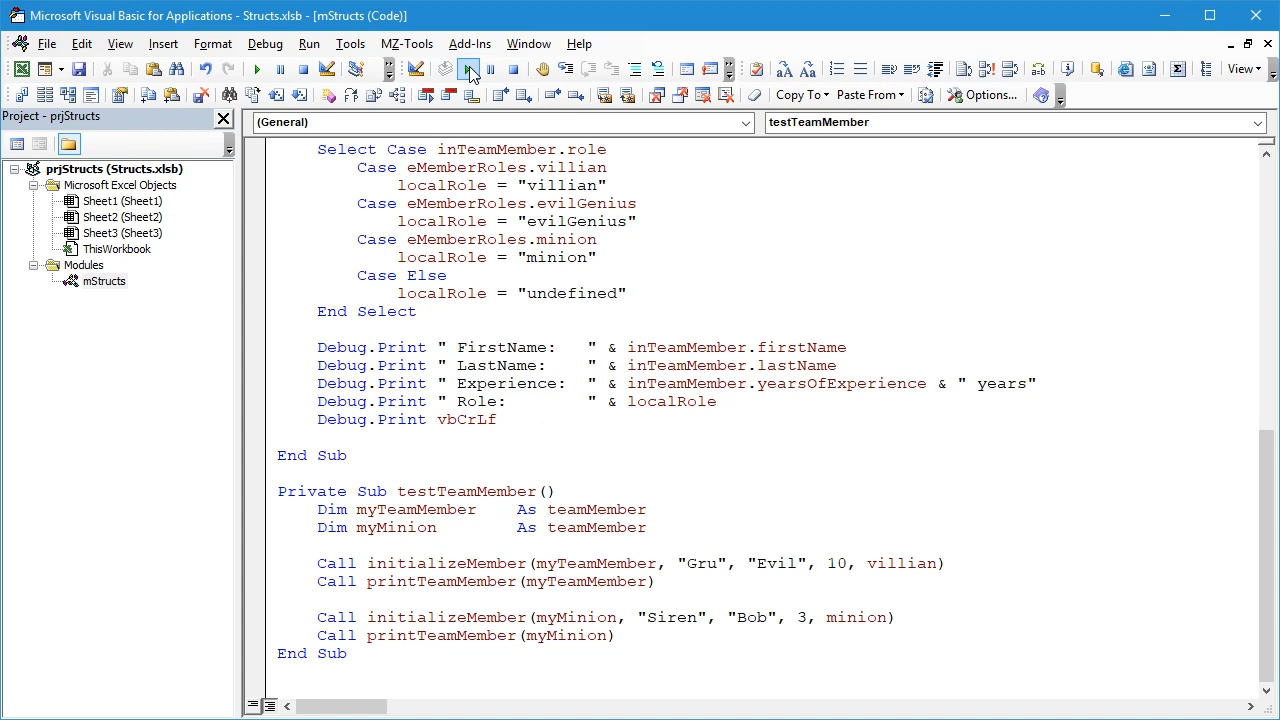 Microsoft Visual Basic for Applications - Structs.xlsb - [mStructs (Code)]
File Edit View Insert Format Debug Run Tools MZ-Tools Add-Ins Window Help
View
Copy To Paste From Options...
Project - prjStructs
(General) testTeamMember
prjStructs (Structs.xlsb)
Microsoft Excel Objects
Sheet1 (Sheet1)
Sheet2 (Sheet2)
Sheet3 (Sheet3)
ThisWorkbook
Modules
mStructs
Select Case inTeamMember.role
Case eMemberRoles.villian
localRole = "villian"
Case eMemberRoles.evilGenius
localRole = "evilGenius"
Case eMemberRoles.minion
localRole = "minion"
Case Else
localRole = "undefined"
End Select
Debug.Print " FirstName:   " & inTeamMember.firstName
Debug.Print " LastName:    " & inTeamMember.lastName
Debug.Print " Experience:  " & inTeamMember.yearsOfExperience & " years"
Debug.Print " Role:        " & localRole
Debug.Print vbCrLf
End Sub
Private Sub testTeamMember()
Dim myTeamMember    As teamMember
Dim myMinion        As teamMember
Call initializeMember(myTeamMember, "Gru", "Evil", 10, villian)
Call printTeamMember(myTeamMember)
Call initializeMember(myMinion, "Siren", "Bob", 3, minion)
Call printTeamMember(myMinion)
End Sub